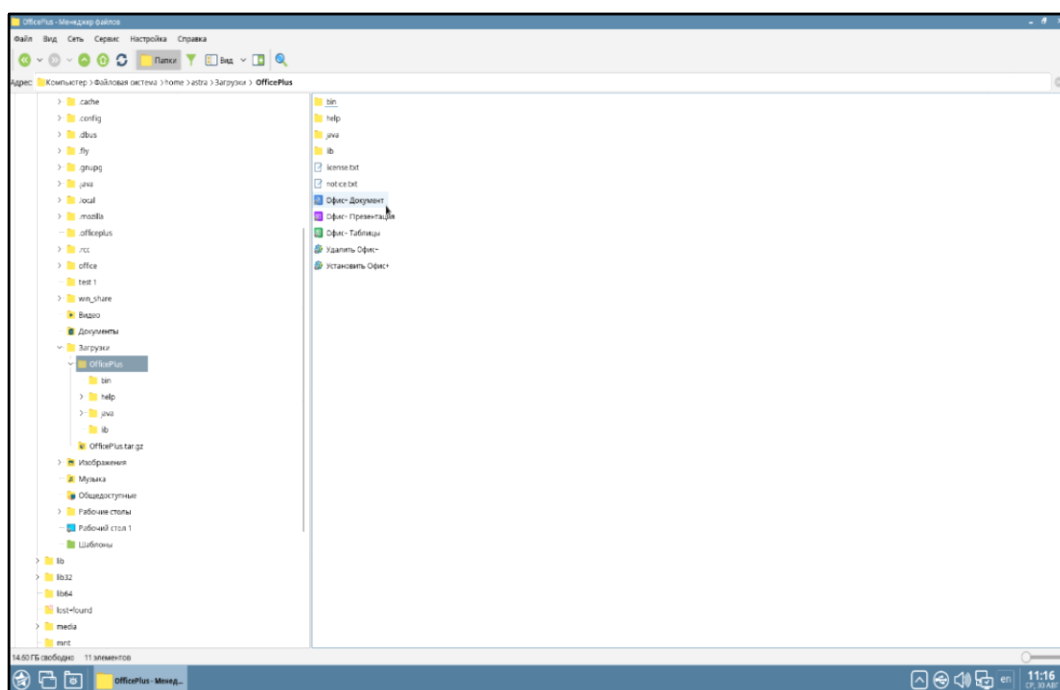 OfficePlus - Менеджер файлов
Файл Вид Сеть Сервис Настройка Справка
Папки Вид
Адрес: Компьютер > Файловая система > home > astra > Загрузки > OfficePlus
.cache
.config
.dbus
.fly
.gnupg
.java
.local
.mozilla
.officeplus
.rcc
office
test 1
win_share
Видео
Документы
Загрузки
OfficePlus
bin
help
java
lib
OfficePlus.tar.gz
Изображения
Музыка
Общедоступные
Рабочие столы
Рабочий стол 1
Шаблоны
lib
lib32
lib64
lost+found
media
mnt
bin
help
java
lib
license.txt
notice.txt
Офис+ Документ
Офис+ Презентация
Офис+ Таблицы
Удалить Офис+
Установить Офис+
14.60 ГБ свободно 11 элементов
OfficePlus - Менед...
en
11:16